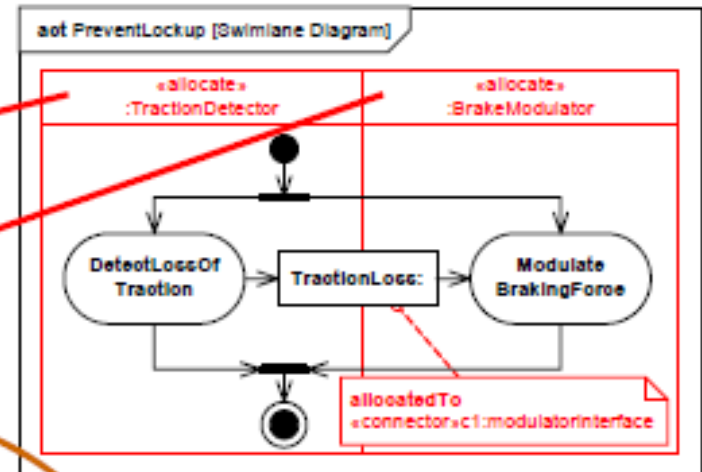 act PreventLockup [Swimlane Diagram]
«allocate»
:TractionDetector
«allocate»
:BrakeModulator
DetectLossOf
Traction
TractionLoss:
Modulate
BrakingForce
allocatedTo
«connector»c1:modulatorInterface